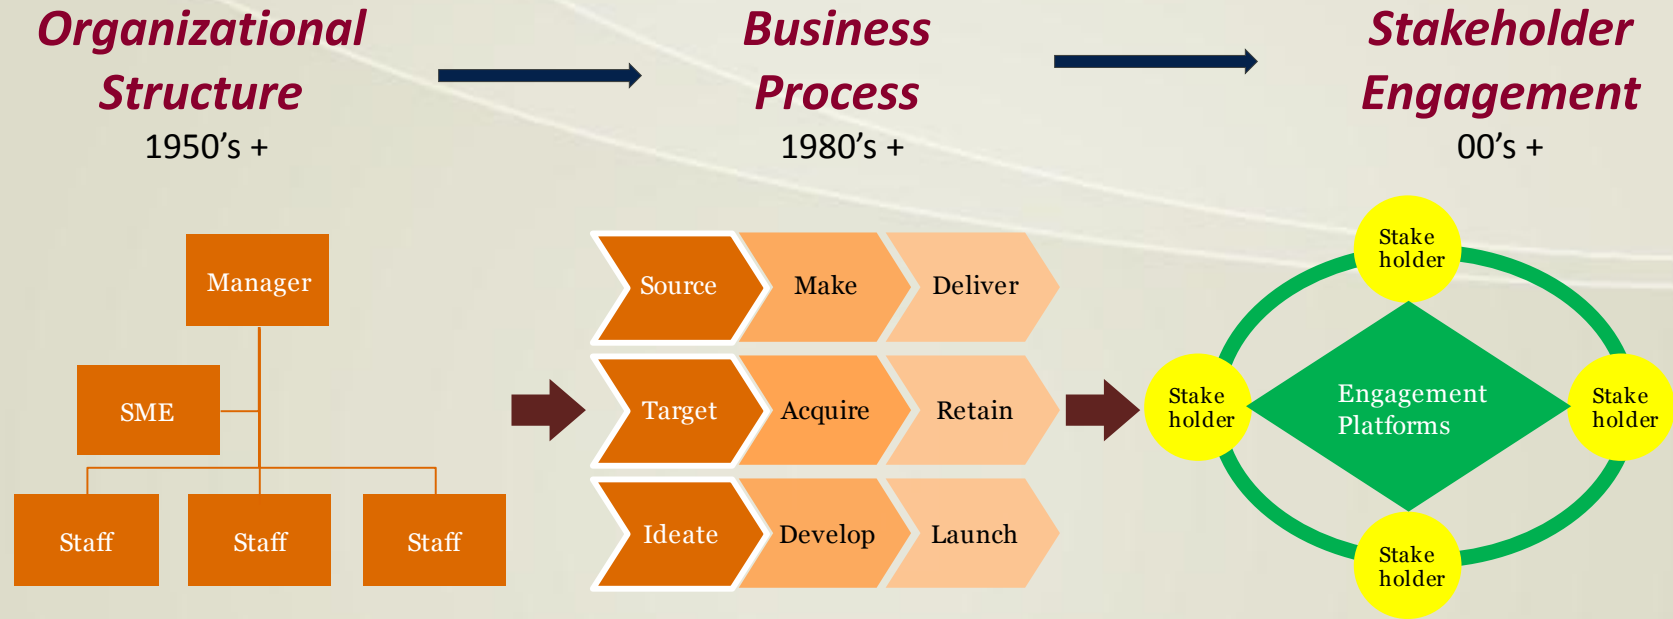 Organizational
Structure
1950's +
Business
Process
1980's +
Stakeholder
Engagement
00's +
Manager
SME
Staff
Staff
Staff
Source
Make
Deliver
Target
Acquire
Retain
Ideate
Develop
Launch
Stake
holder
Stake
holder
Engagement
Platforms
Stake
holder
Stake
holder